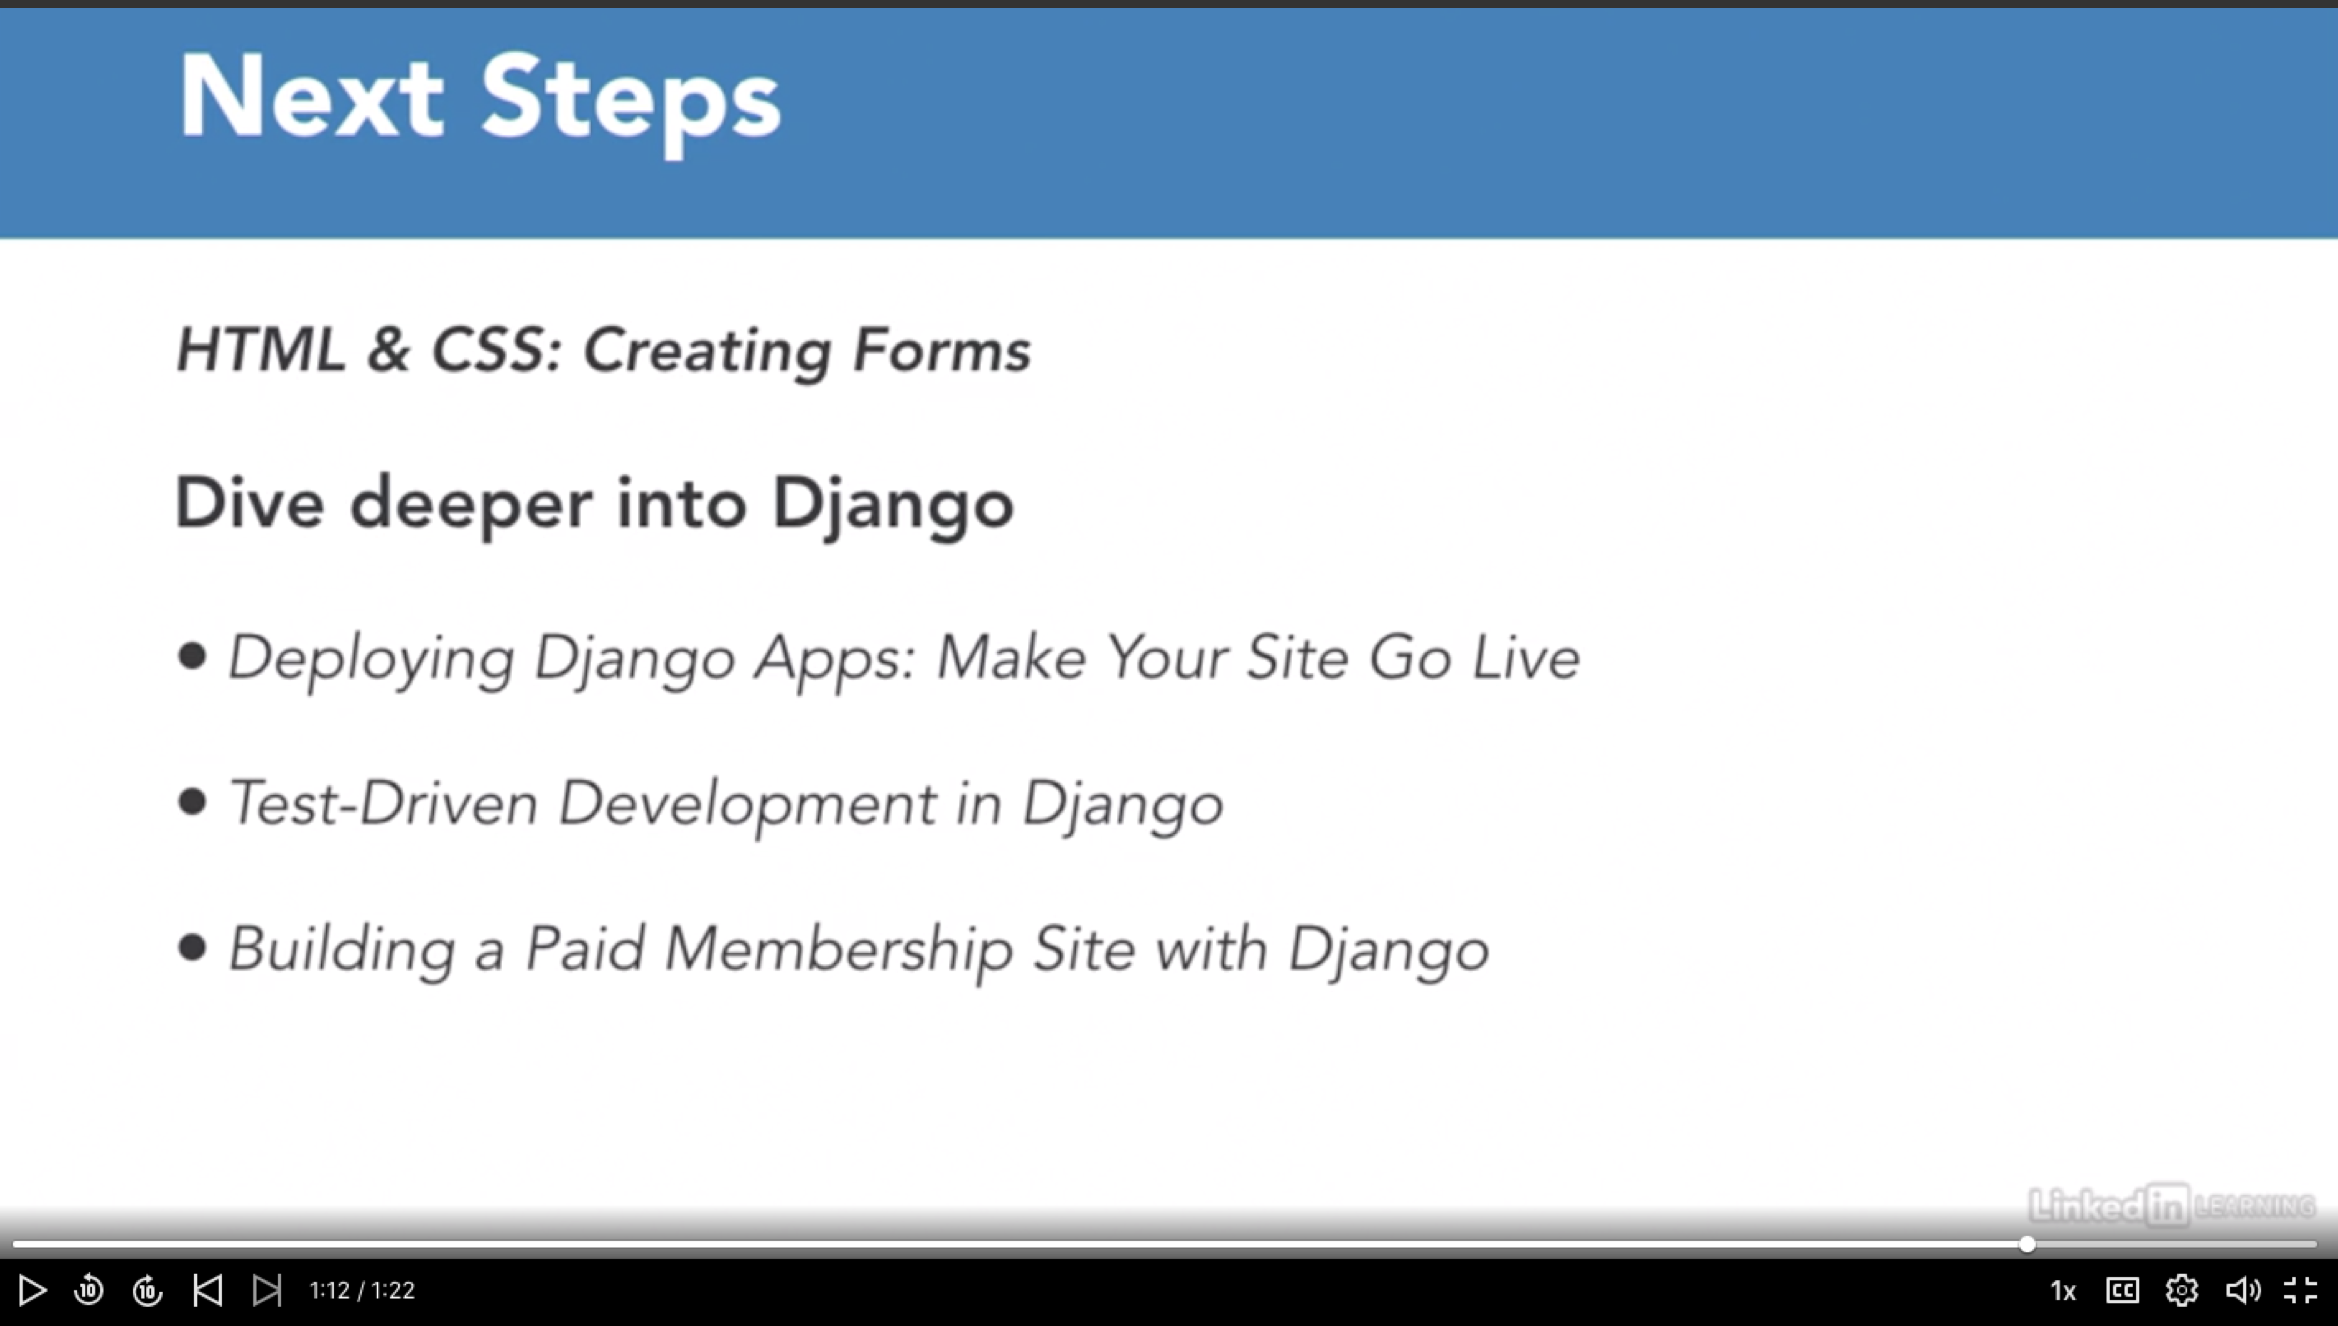 Next Steps
HTML & CSS: Creating Forms
Dive deeper into Django
• Deploying Django Apps: Make Your Site Go Live
• Test-Driven Development in Django
• Building a Paid Membership Site with Django
Linked in LEARNING
10 10 1:12 / 1:22 1x CC